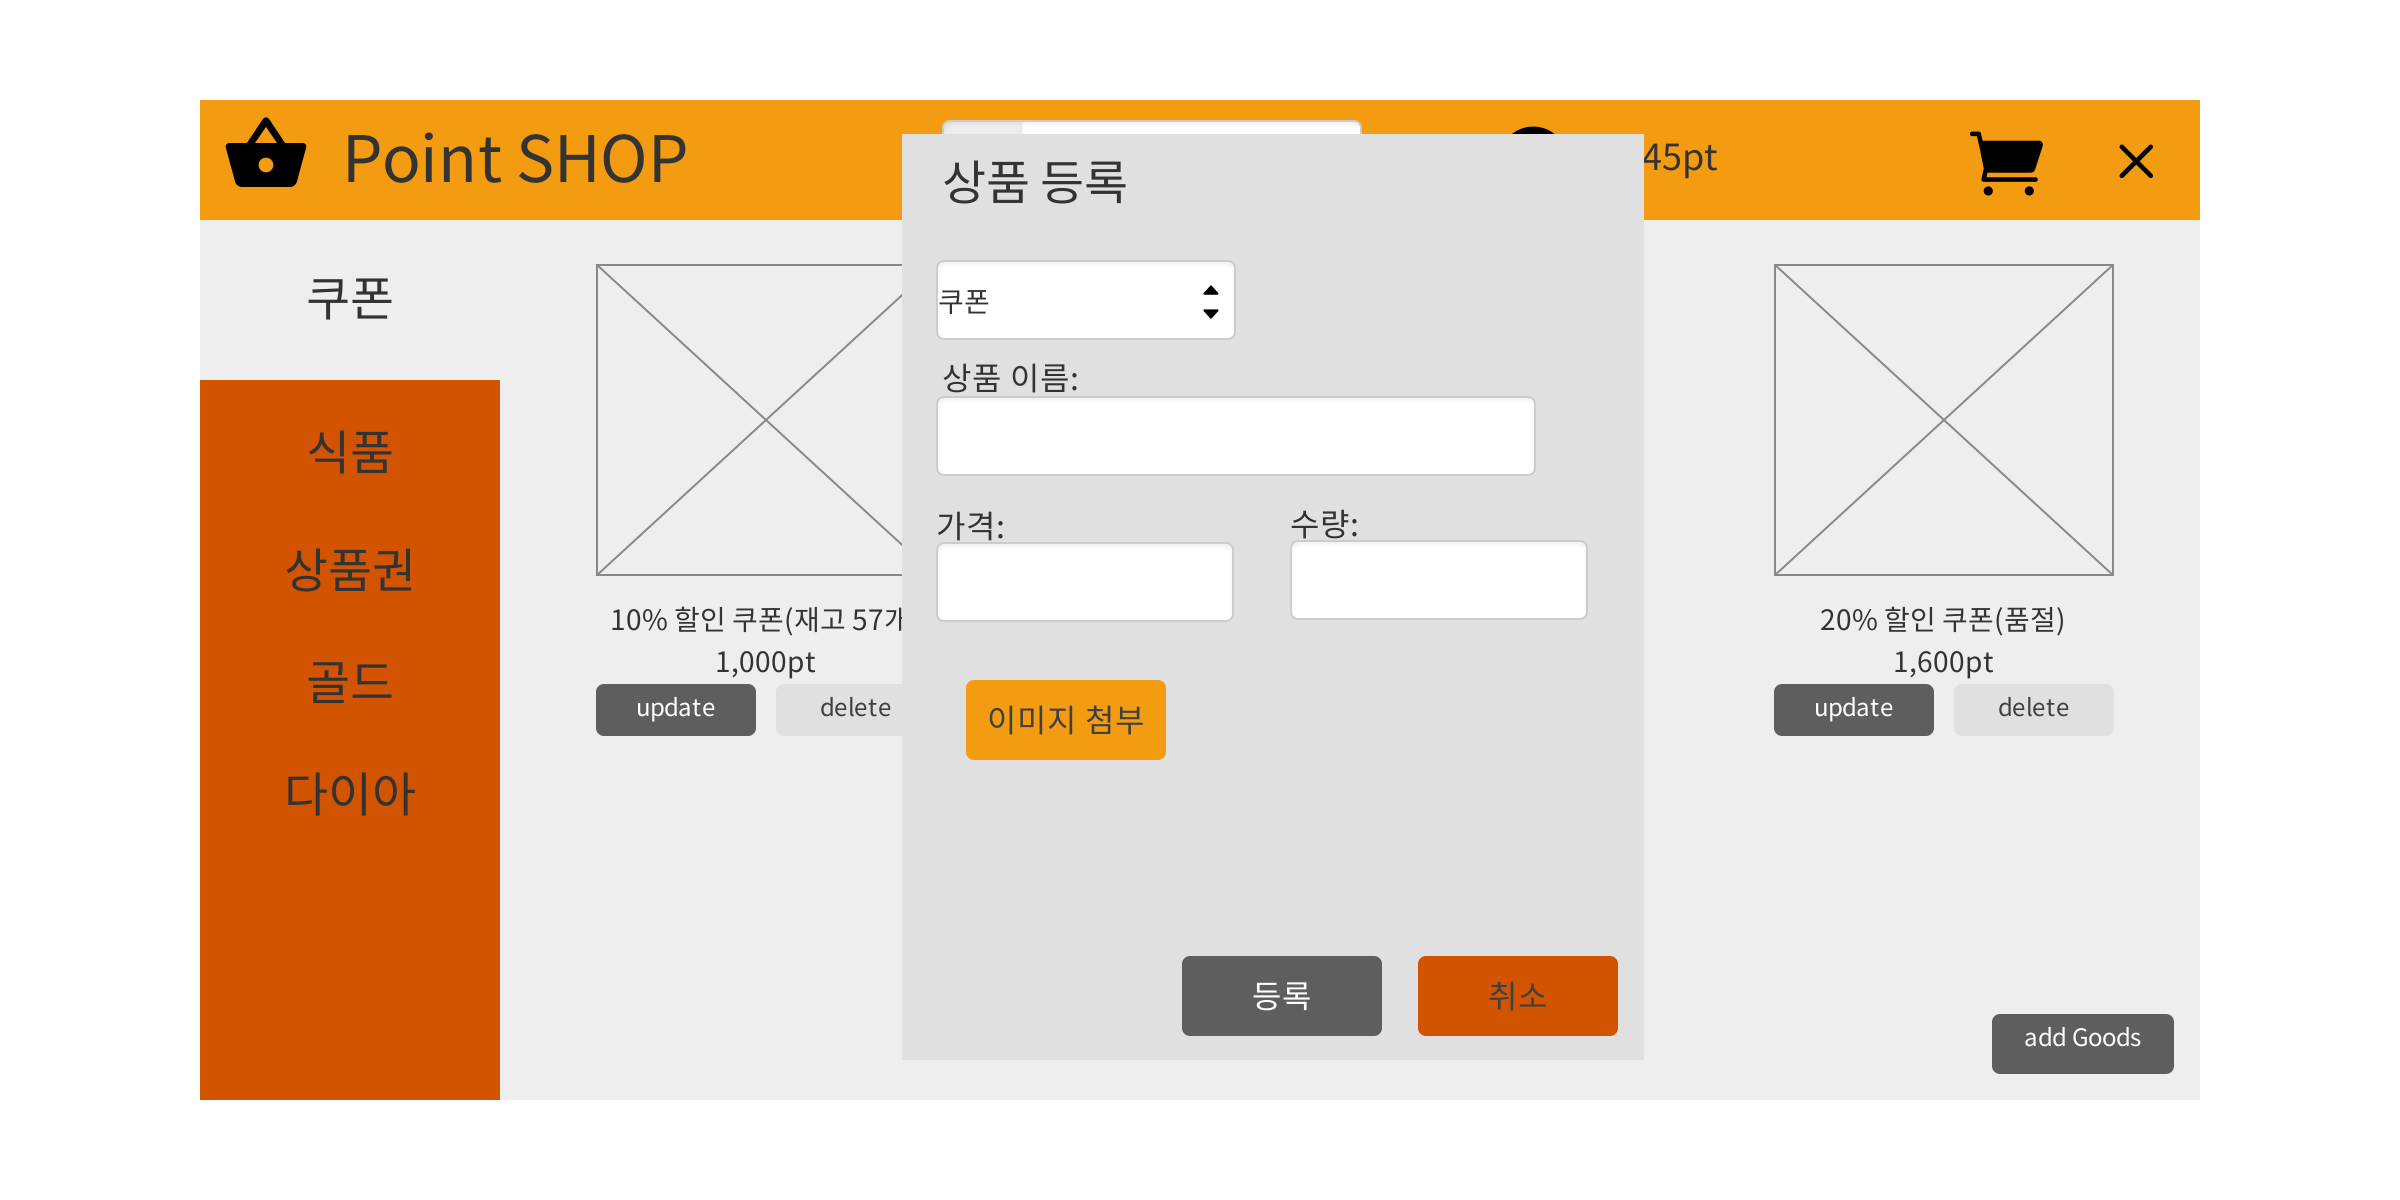 Point SHOP
45pt
쿠폰
식품
상품권
골드
다이아
10% 할인 쿠폰(재고 57개
1,000pt
update
delete
상품 등록
쿠폰
상품 이름:
가격:
수량:
이미지 첨부
등록
취소
20% 할인 쿠폰(품절)
1,600pt
update
delete
add Goods